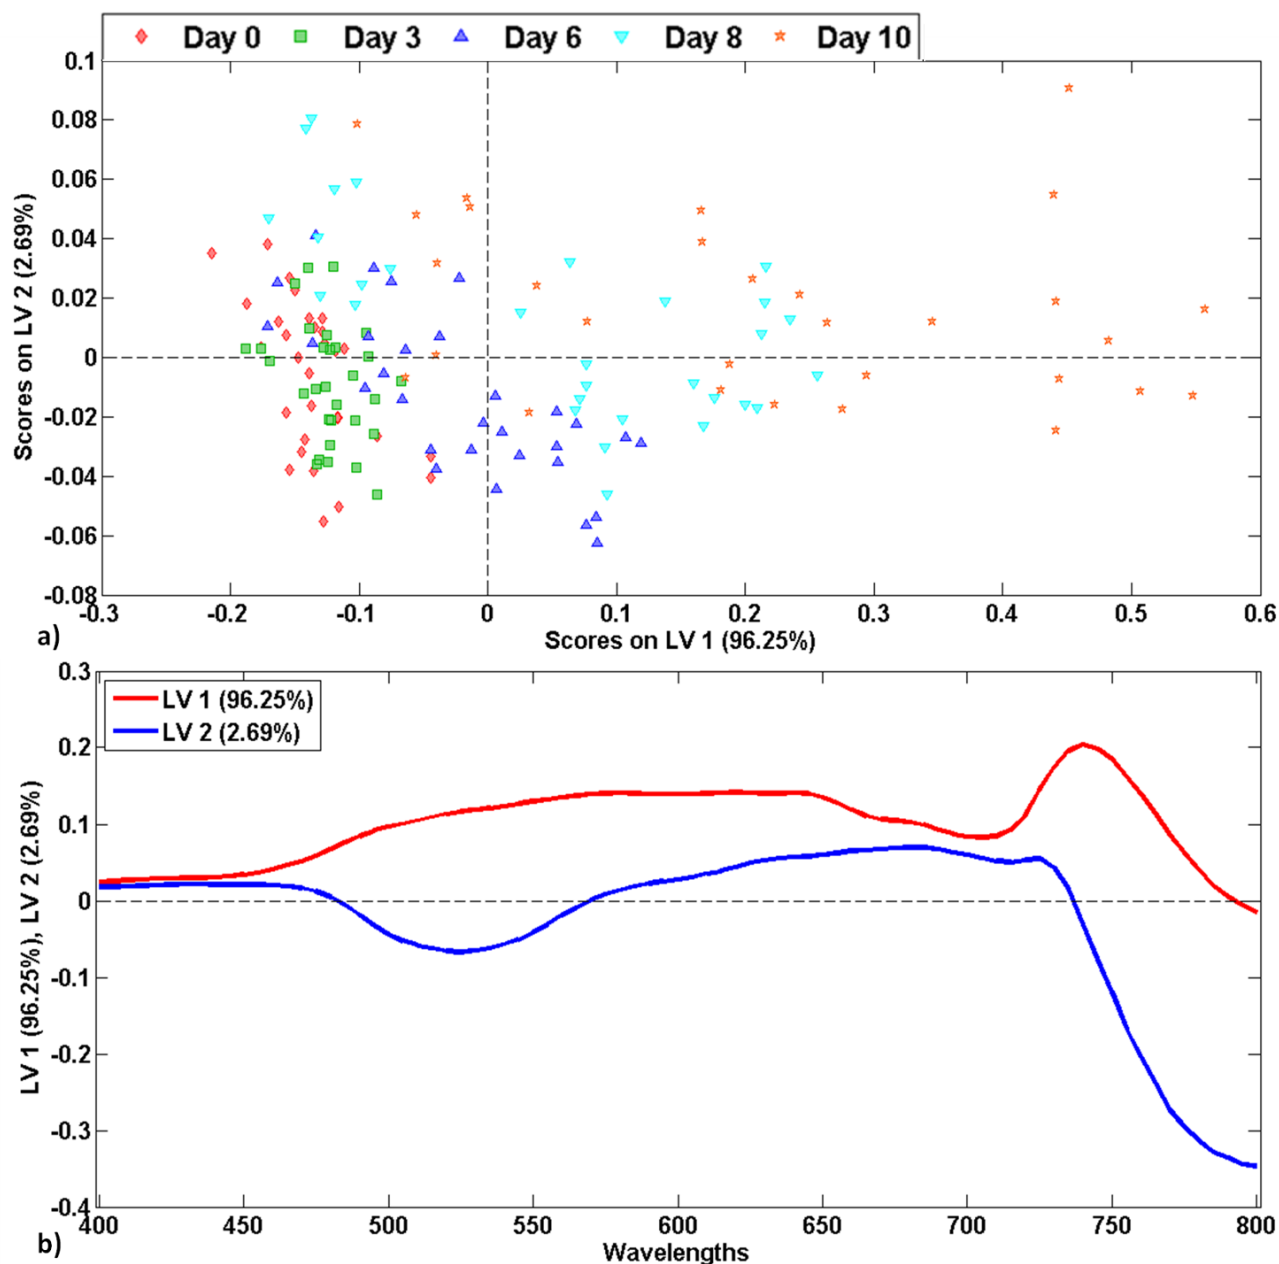 Day 0 Day 3 Day 6 Day 8 Day 10
0.1
0.08
0.06
0.04
0.02
0
-0.02
-0.04
-0.06
-0.08
Scores on LV 2 (2.69%)
-0.3 -0.2 -0.1 0 0.1 0.2 0.3 0.4 0.5 0.6
a)
Scores on LV 1 (96.25%)
0.3
0.2
0.1
0
-0.1
-0.2
-0.3
-0.4
LV 1 (96.25%), LV 2 (2.69%)
LV 1 (96.25%)
LV 2 (2.69%)
400 450 500 550 600 650 700 750 800
b)
Wavelengths